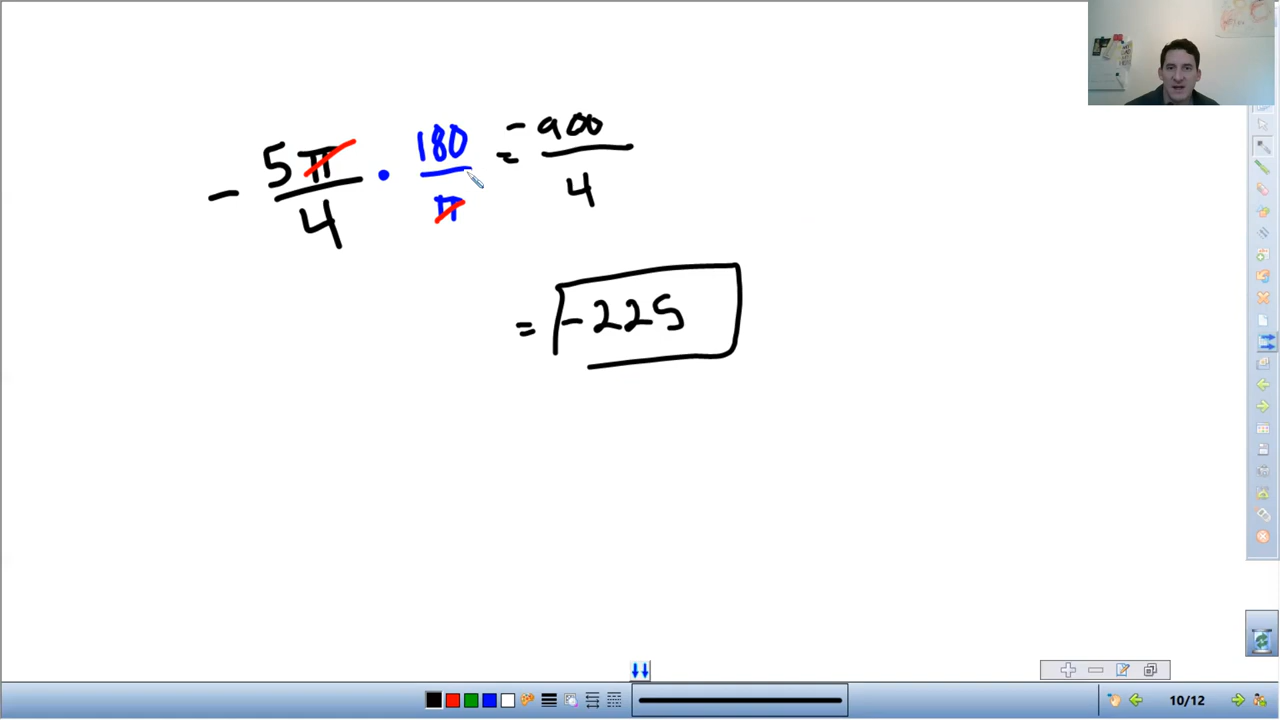 - 5π/4 · 180/π = -900/4
= -225
10/12